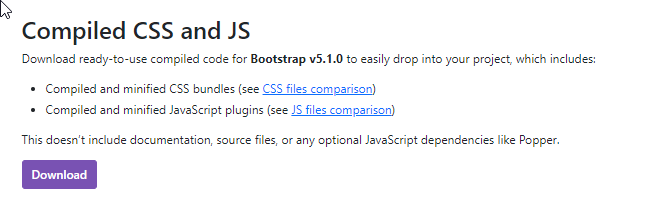 Compiled CSS and JS
Download ready-to-use compiled code for Bootstrap v5.1.0 to easily drop into your project, which includes:
• Compiled and minified CSS bundles (see CSS files comparison)
• Compiled and minified JavaScript plugins (see JS files comparison)
This doesn't include documentation, source files, or any optional JavaScript dependencies like Popper.
Download